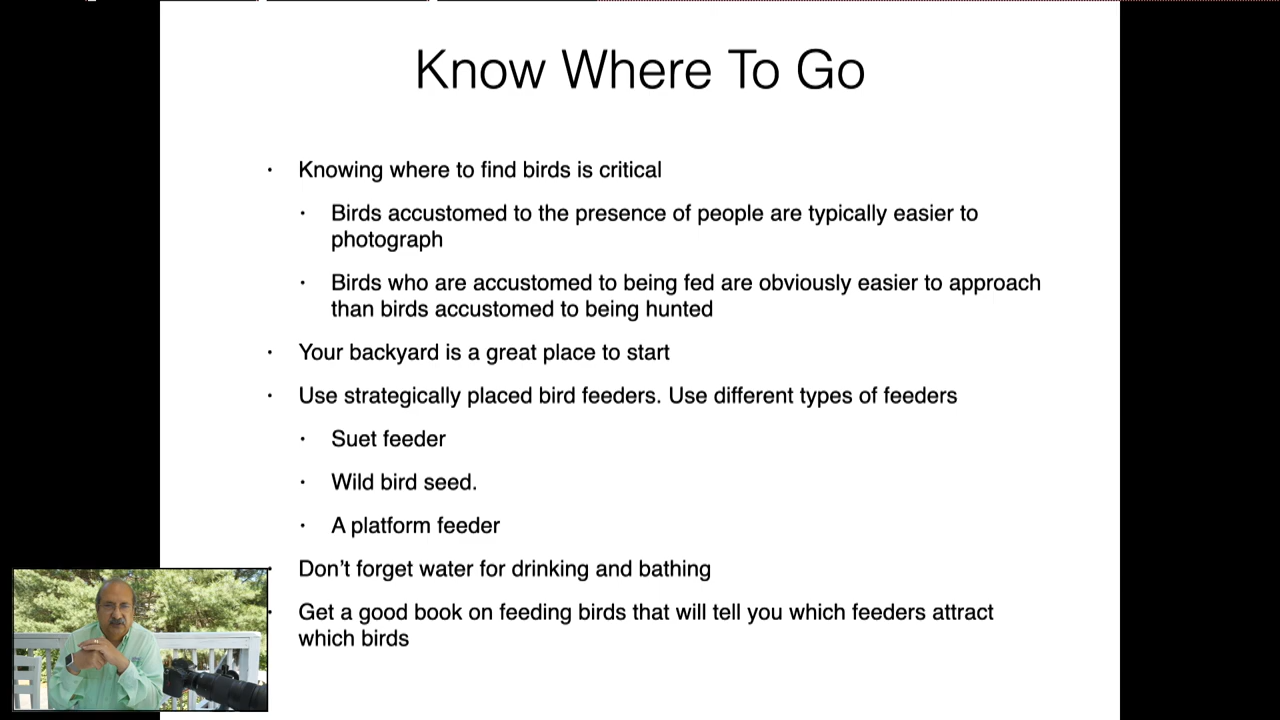 Know Where To Go
· Knowing where to find birds is critical
· Birds accustomed to the presence of people are typically easier to
photograph
· Birds who are accustomed to being fed are obviously easier to approach
than birds accustomed to being hunted
· Your backyard is a great place to start
· Use strategically placed bird feeders. Use different types of feeders
· Suet feeder
· Wild bird seed.
· A platform feeder
· Don’t forget water for drinking and bathing
· Get a good book on feeding birds that will tell you which feeders attract
which birds